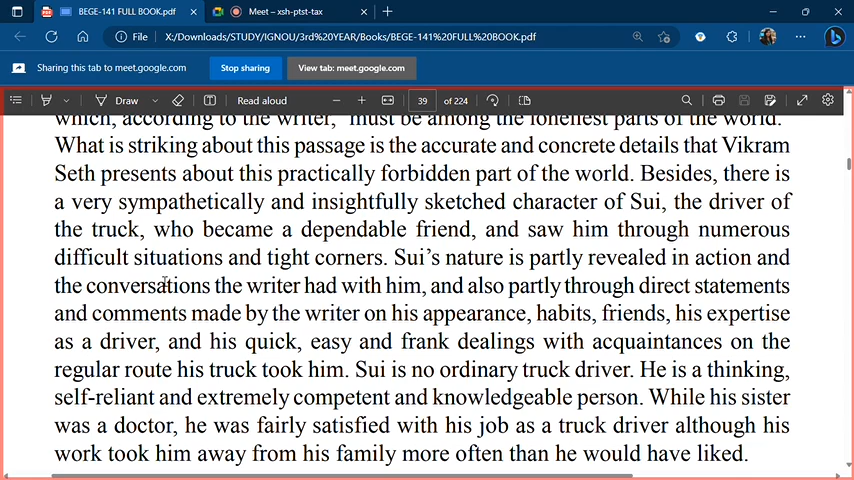 BEGE-141 FULL BOOK.pdf
Meet – xsh-ptst-tax
File
X:/Downloads/STUDY/IGNOU/3rd%20YEAR/Books/BEGE-141%20FULL%20BOOK.pdf
Sharing this tab to meet.google.com
Stop sharing
View tab: meet.google.com
Draw
Read aloud
39 of 224
which, according to the writer, "must be among the loneliest parts of the world.
What is striking about this passage is the accurate and concrete details that Vikram
Seth presents about this practically forbidden part of the world. Besides, there is
a very sympathetically and insightfully sketched character of Sui, the driver of
the truck, who became a dependable friend, and saw him through numerous
difficult situations and tight corners. Sui's nature is partly revealed in action and
the conversations the writer had with him, and also partly through direct statements
and comments made by the writer on his appearance, habits, friends, his expertise
as a driver, and his quick, easy and frank dealings with acquaintances on the
regular route his truck took him. Sui is no ordinary truck driver. He is a thinking,
self-reliant and extremely competent and knowledgeable person. While his sister
was a doctor, he was fairly satisfied with his job as a truck driver although his
work took him away from his family more often than he would have liked.